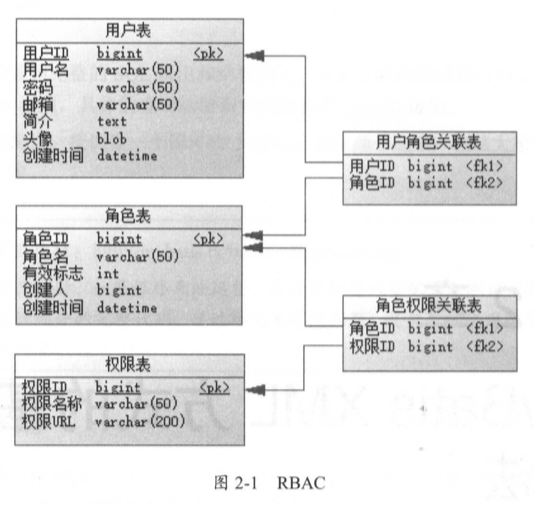 用户表
用户ID bigint <pk>
用户名 varchar(50)
密码 varchar(50)
邮箱 varchar(50)
简介 text
头像 blob
创建时间 datetime
用户角色关联表
用户ID bigint <fk1>
角色ID bigint <fk2>
角色表
角色ID bigint <pk>
角色名 varchar(50)
有效标志 int
创建人 bigint
创建时间 datetime
角色权限关联表
角色ID bigint <fk1>
权限ID bigint <fk2>
权限表
权限ID bigint <pk>
权限名称 varchar(50)
权限URL varchar(200)
图 2-1 RBAC